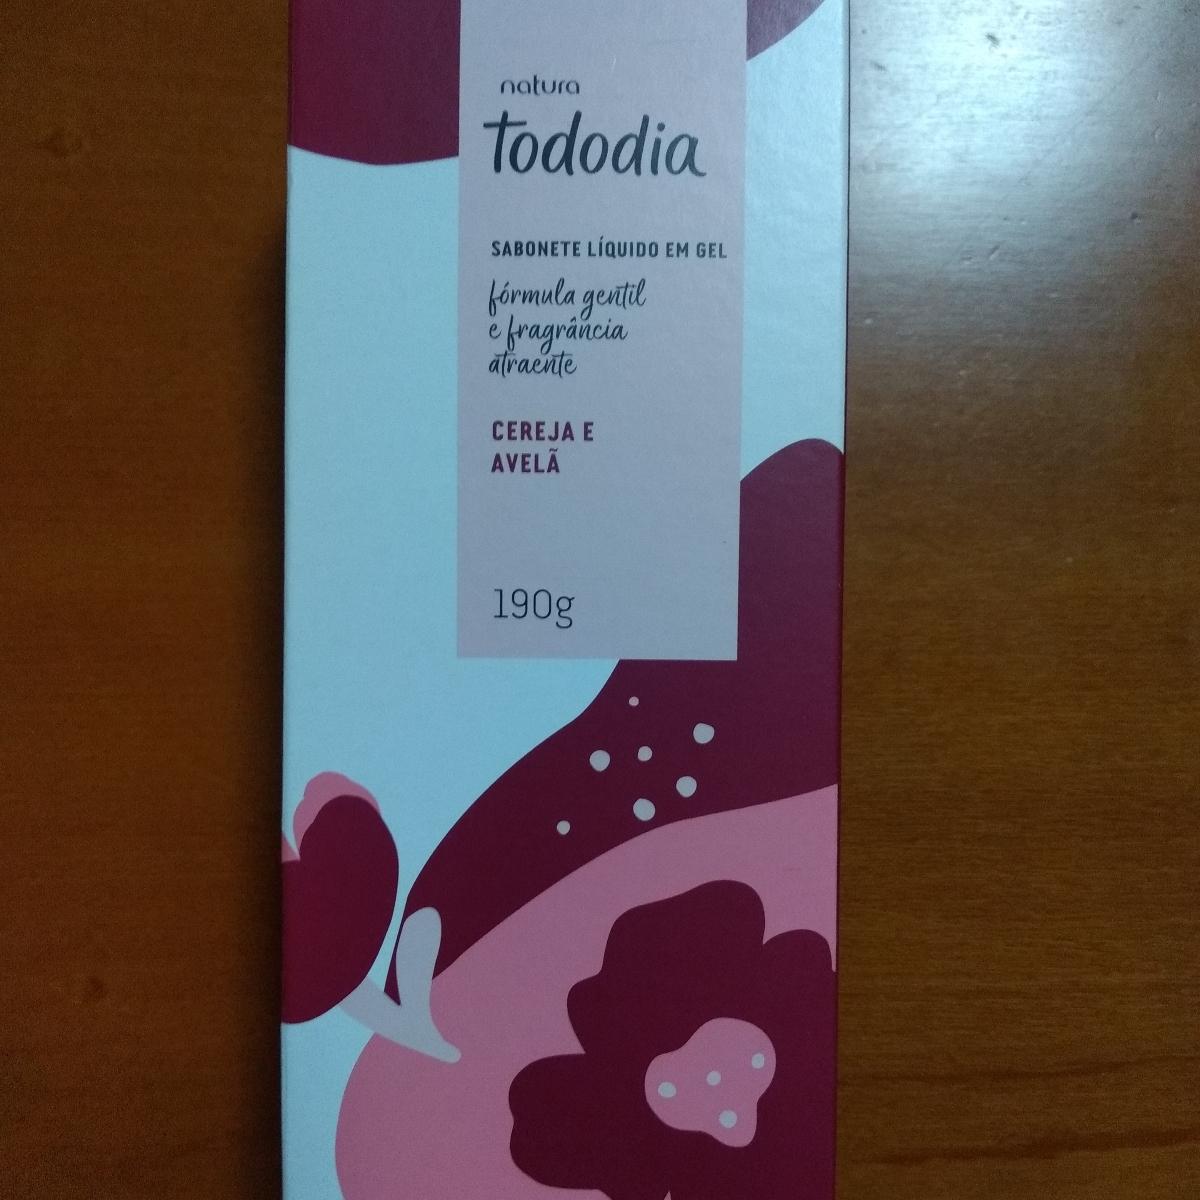 natura
tododia
SABONETE LÍQUIDO EM GEL
fórmula gentil
e fragrância
atraente
CEREJA E
AVELÃ
190g